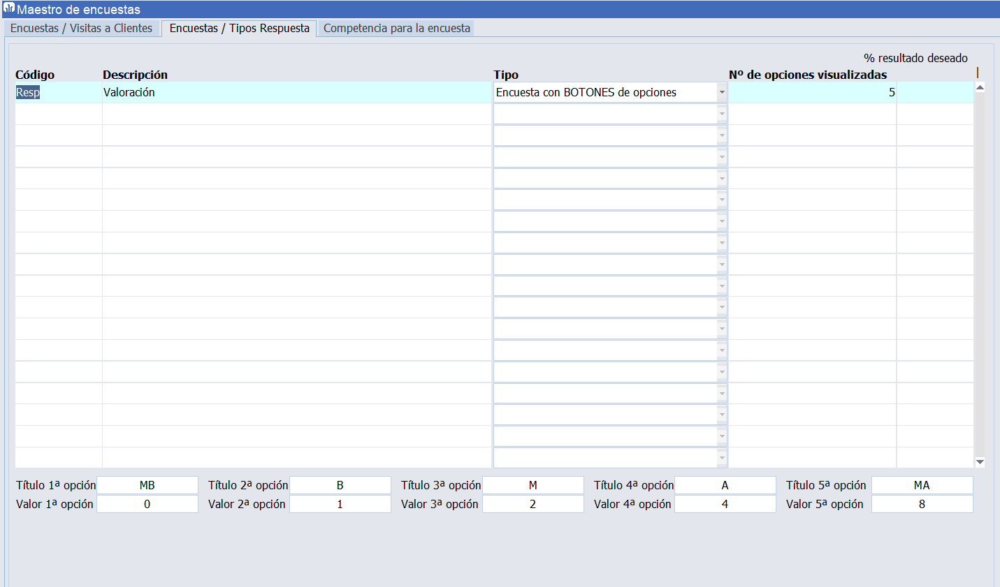 Maestro de encuestas
Encuestas / Visitas a Clientes Encuestas / Tipos Respuesta Competencia para la encuesta
% resultado deseado
Código Descripción Tipo Nº de opciones visualizadas
Resp Valoración Encuesta con BOTONES de opciones 5
Título 1ª opción MB Título 2ª opción B Título 3ª opción M Título 4ª opción A Título 5ª opción MA
Valor 1ª opción 0 Valor 2ª opción 1 Valor 3ª opción 2 Valor 4ª opción 4 Valor 5ª opción 8